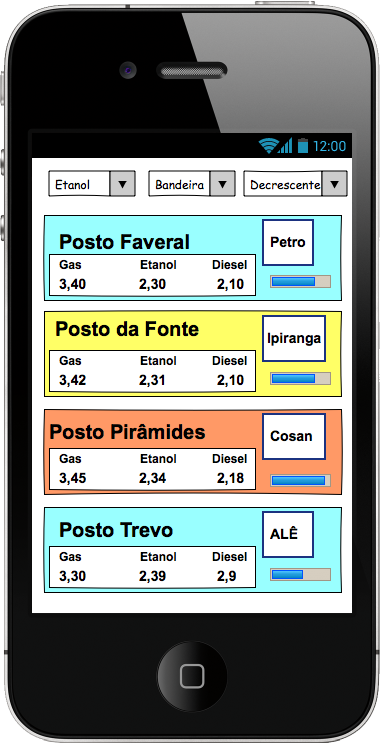 12:00
Etanol Bandeira Decrescente
Posto Faveral Petro
Gas Etanol Diesel
3,40 2,30 2,10
Posto da Fonte Ipiranga
Gas Etanol Diesel
3,42 2,31 2,10
Posto Pirâmides Cosan
Gas Etanol Diesel
3,45 2,34 2,18
Posto Trevo ALÊ
Gas Etanol Diesel
3,30 2,39 2,9